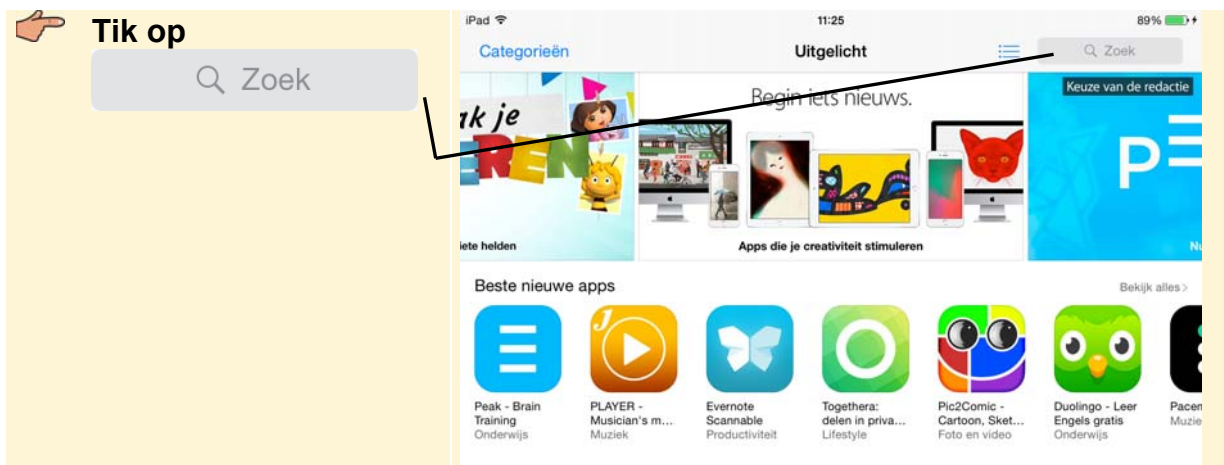 Tik op
Zoek
iPad 11:25 89%
Categorieën Uitgelicht Zoek
ak je
EREN
Begin iets nieuws.
Keuze van de redactie
PE
iete helden
Apps die je creativiteit stimuleren
Nu
Beste nieuwe apps Bekijk alles >
Peak - Brain Training
Onderwijs
PLAYER - Musician's m...
Muziek
Evernote Scannable
Productiviteit
Togethera: delen in priva...
Lifestyle
Pic2Comic - Cartoon, Sket...
Foto en video
Duolingo - Leer Engels gratis
Onderwijs
Pacem
Muzie